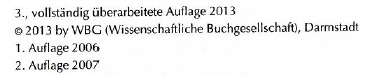 3., vollständig überarbeitete Auflage 2013
© 2013 by WBG (Wissenschaftliche Buchgesellschaft), Darmstadt
1. Auflage 2006
2. Auflage 2007